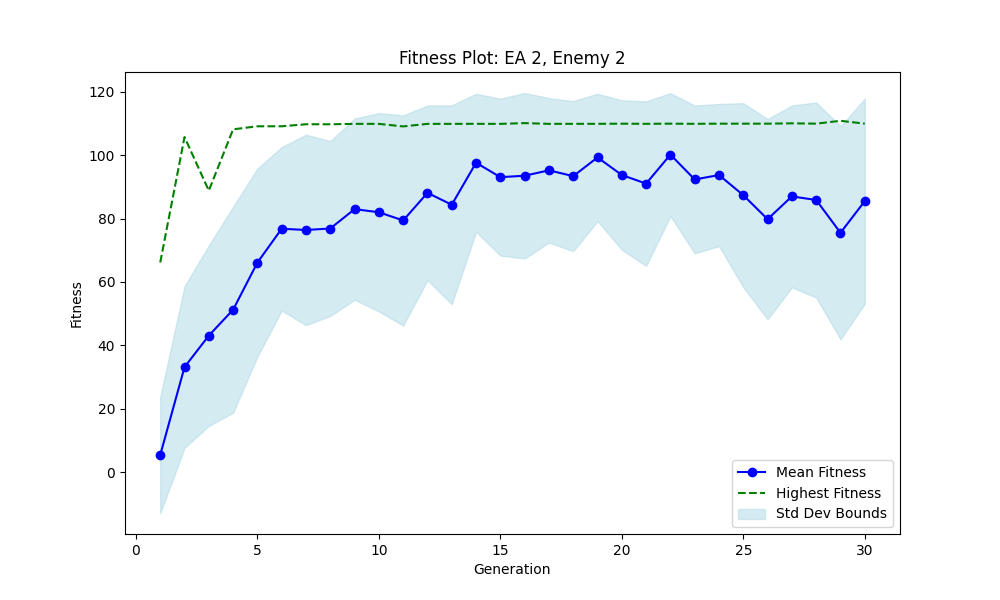 Fitness Plot: EA 2, Enemy 2
120
100
80
60
40
20
0
Fitness
Mean Fitness
Highest Fitness
Std Dev Bounds
0 5 10 15 20 25 30
Generation